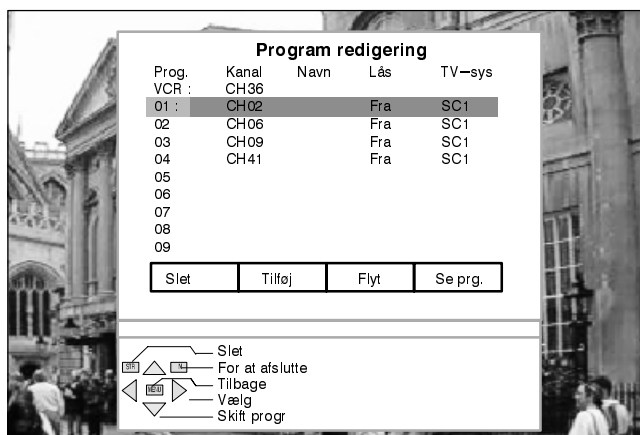 Program redigering
Prog. Kanal Navn Lås TV-sys
VCR : CH36
01 : CH02 Fra SC1
02 CH06 Fra SC1
03 CH09 Fra SC1
04 CH41 Fra SC1
05
06
07
08
09
Slet Tilføj Flyt Se prg.
Slet
STR N For at afslutte
MENU Tilbage
Vælg
Skift progr